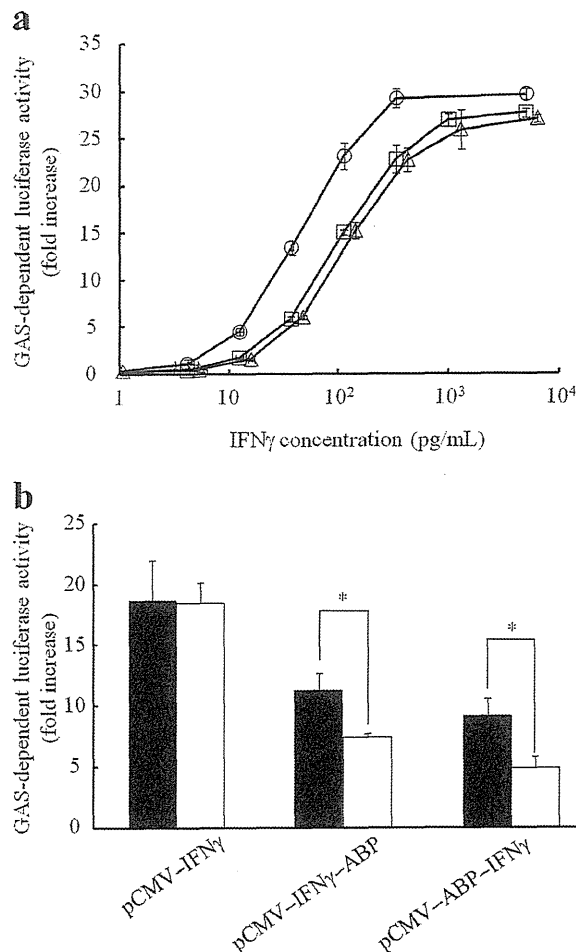 a
GAS-dependent luciferase activity
(fold increase)
35
30
25
20
15
10
5
0
1
10
10²
10³
10⁴
IFNγ concentration (pg/mL)
b
GAS-dependent luciferase activity
(fold increase)
25
20
15
10
5
0
*
*
pCMV-IFNγ
pCMV-IFNγ-ABP
pCMV-ABP-IFNγ